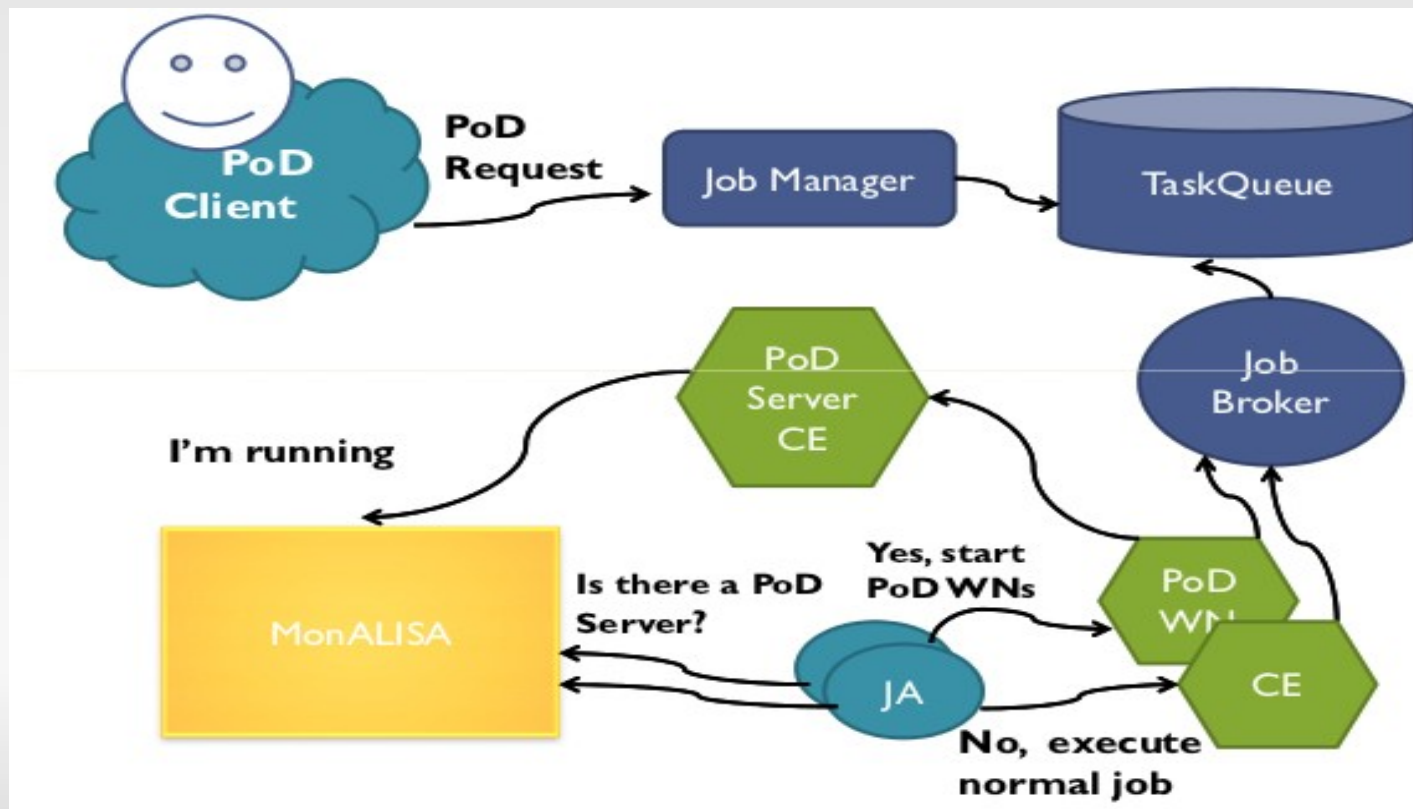 PoD
Client
PoD
Request
Job Manager
TaskQueue
PoD
Server
CE
Job
Broker
I'm running
MonALISA
Is there a PoD
Server?
Yes, start
PoD WNs
PoD
WN
JA
CE
No, execute
normal job